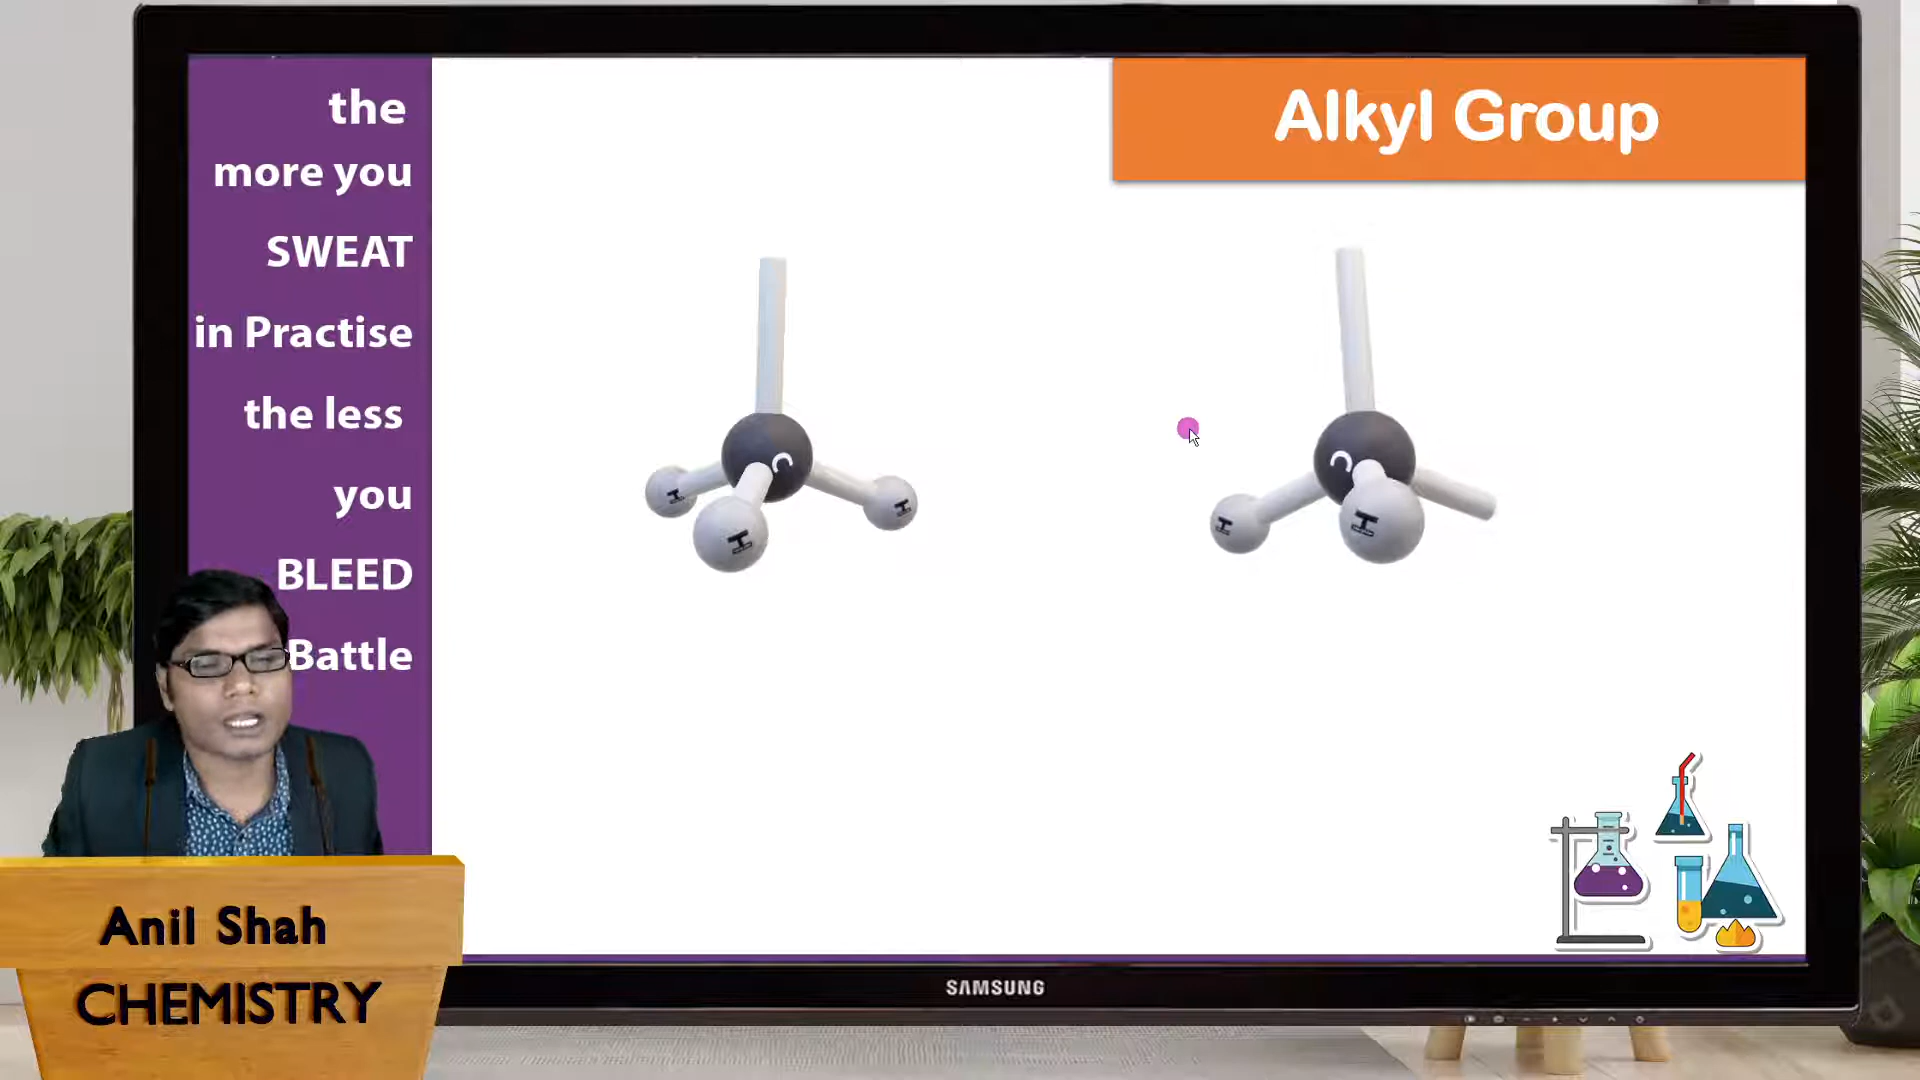 the
more you
SWEAT
in Practise
the less
you
BLEED
Battle
Alkyl Group
C
H
H
H
C
H
H
Anil Shah
CHEMISTRY
SAMSUNG